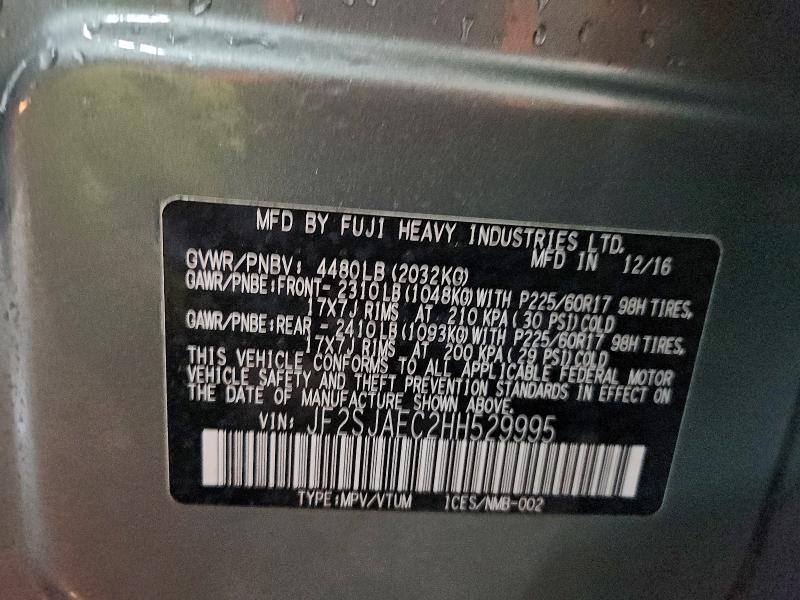 MFD BY FUJI HEAVY INDUSTRIES LTD.
MFD IN 12/16
GVWR/PNBV: 4480LB (2032KG)
GAWR/PNBE:FRONT- 2310LB (1048KG) WITH P225/60R17 98H TIRES,
17X7J RIMS AT 210 KPA (30 PSI) COLD
GAWR/PNBE:REAR - 2410LB (1093KG) WITH P225/60R17 98H TIRES,
17X7J RIMS AT 200 KPA (29 PSI) COLD
THIS VEHICLE CONFORMS TO ALL APPLICABLE FEDERAL MOTOR
VEHICLE SAFETY AND THEFT PREVENTION STANDARDS IN EFFECT ON
THE DATE OF MANUFACTURE SHOWN ABOVE.
VIN: JF2SJAEC2HH529995
TYPE:MPV/VTUM ICES/NMB-002